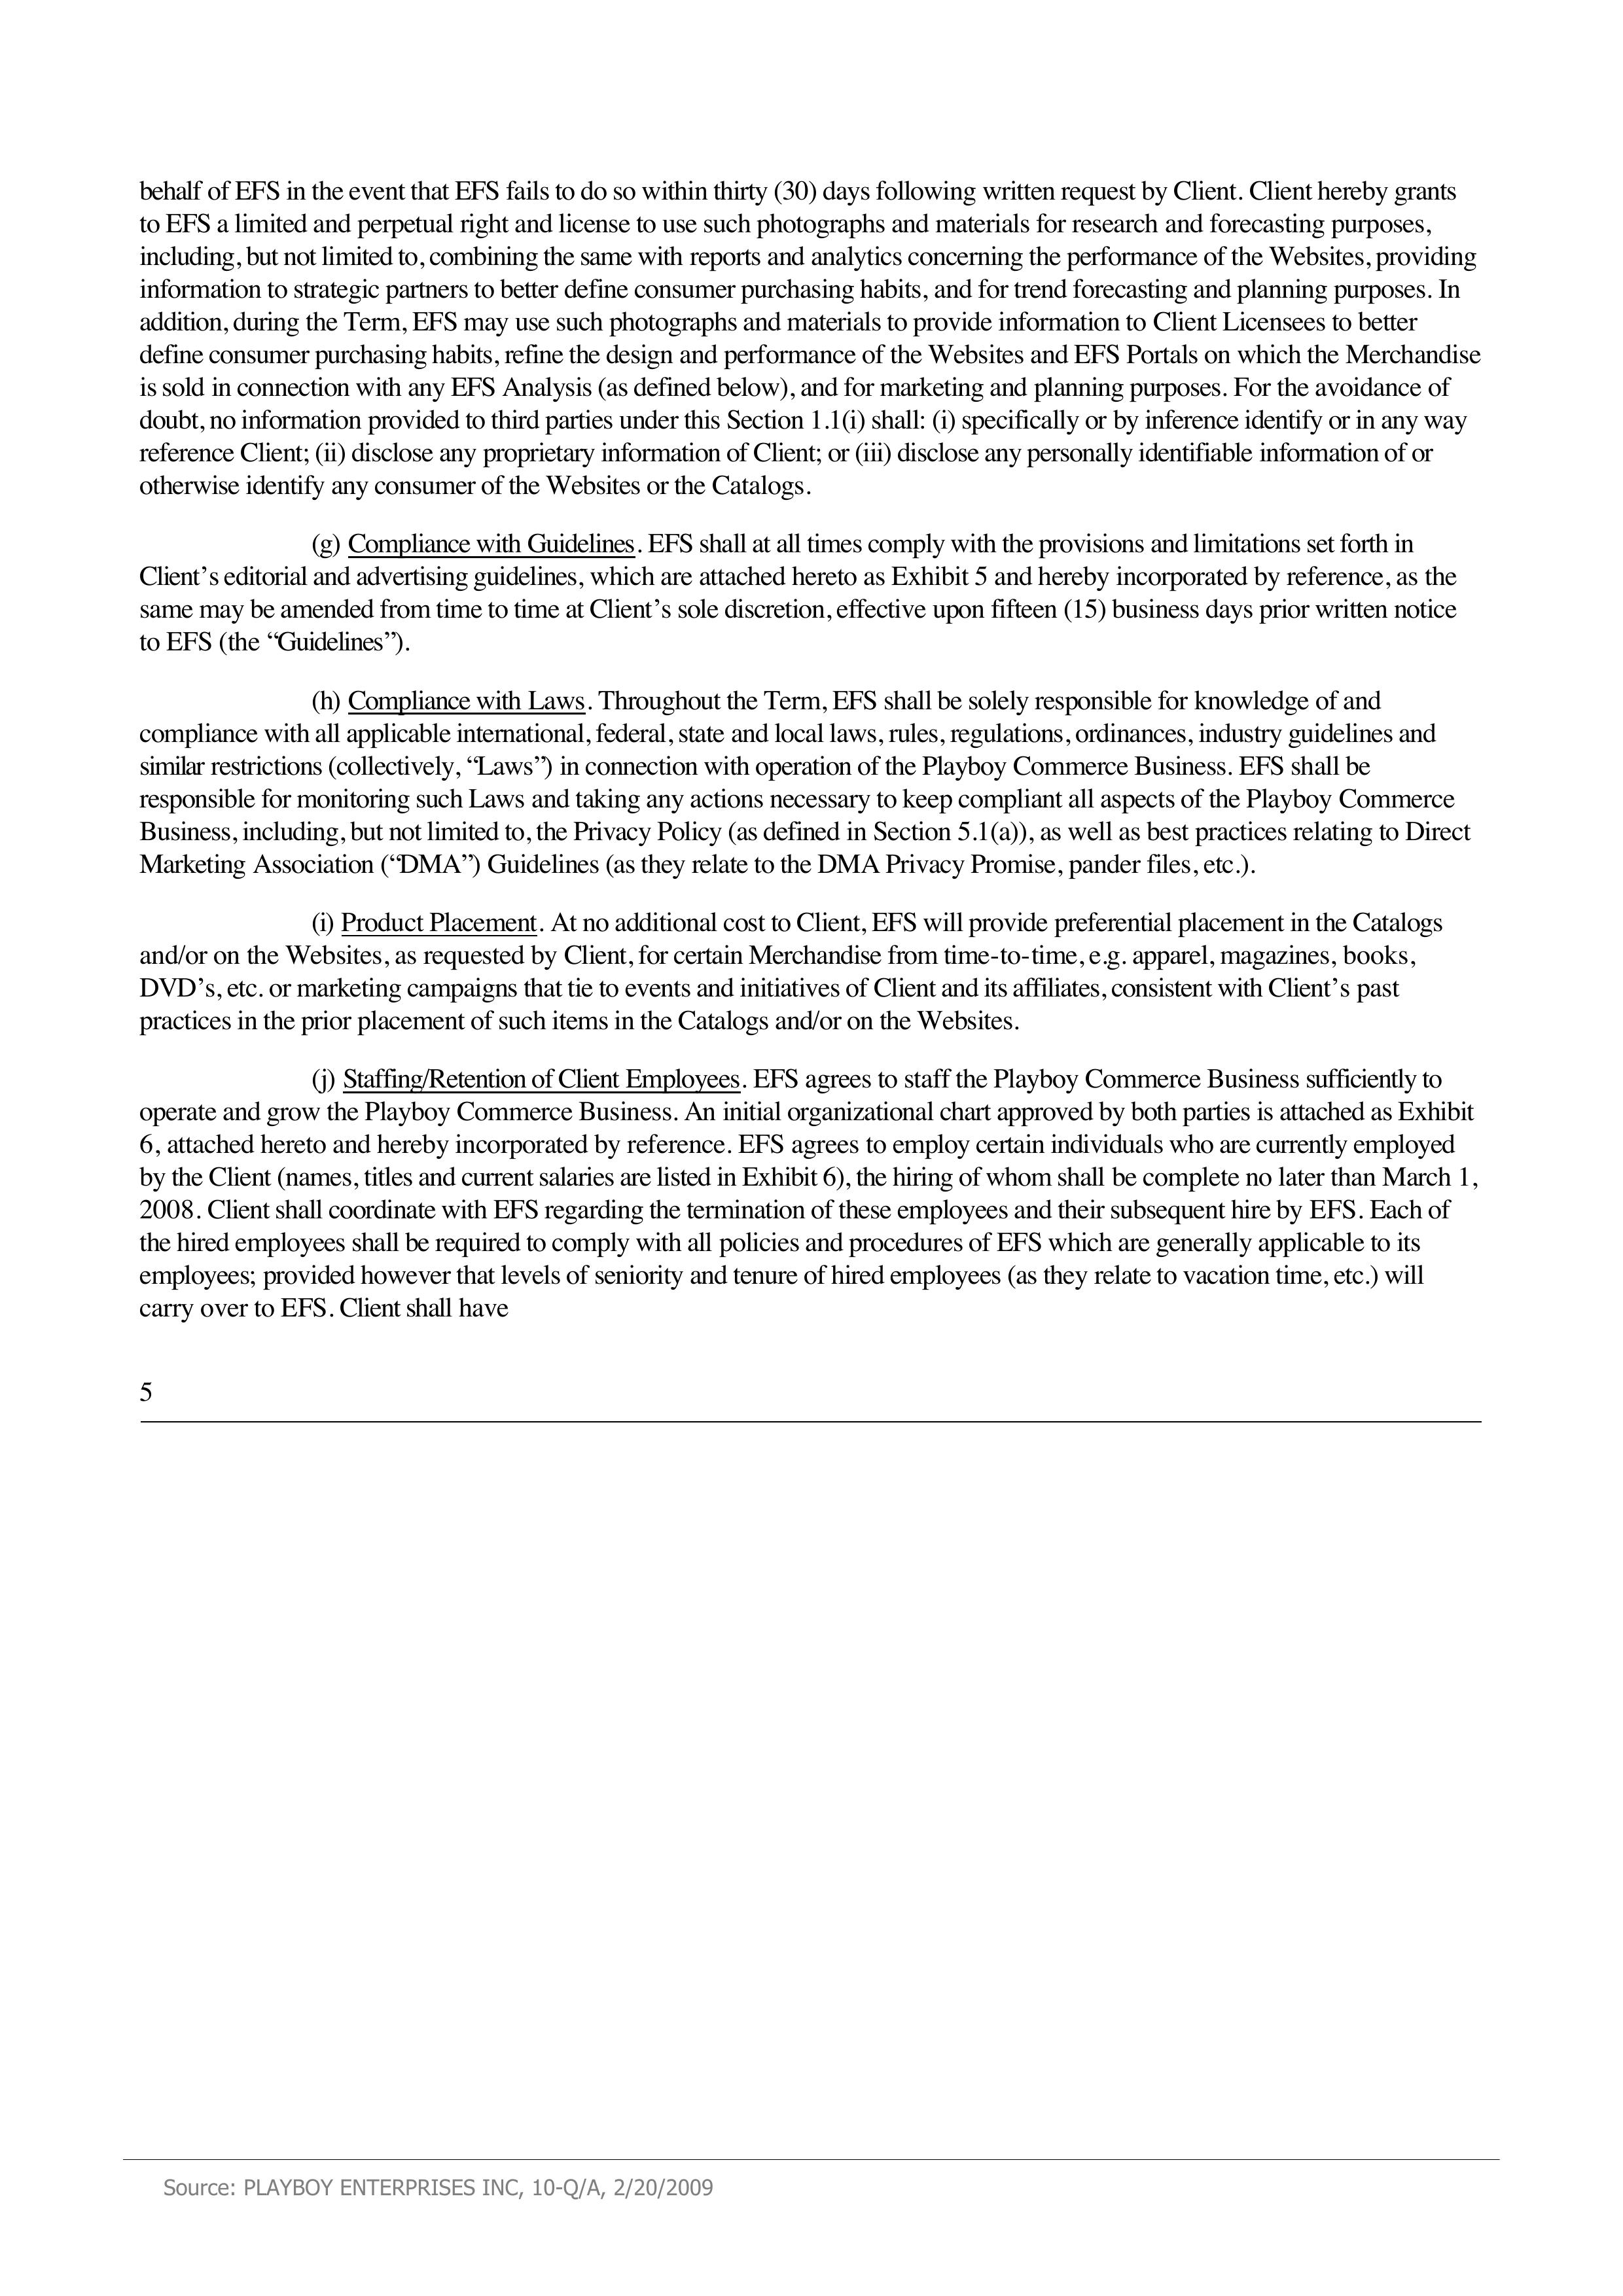 behalf of EFS in the event that EFS fails to do so within thirty (30) days following written request by Client. Client hereby grants
to EFS a limited and perpetual right and license to use such photographs and materials for research and forecasting purposes,
including, but not limited to, combining the same with reports and analytics concerning the performance of the Websites, providing
information to strategic partners to better define consumer purchasing habits, and for trend forecasting and planning purposes. In
addition, during the Term, EFS may use such photographs and materials to provide information to Client Licensees to better
define consumer purchasing habits, refine the design and performance of the Websites and EFS Portals on which the Merchandise
is sold in connection with any EFS Analysis (as defined below), and for marketing and planning purposes. For the avoidance of
doubt, no information provided to third parties under this Section 1.1(i) shall: (i) specifically or by inference identify or in any way
reference Client; (ii) disclose any proprietary information of Client; or (iii) disclose any personally identifiable information of or
otherwise identify any consumer of the Websites or the Catalogs.
(g) Compliance with Guidelines. EFS shall at all times comply with the provisions and limitations set forth in
Client’s editorial and advertising guidelines, which are attached hereto as Exhibit 5 and hereby incorporated by reference, as the
same may be amended from time to time at Client’s sole discretion, effective upon fifteen (15) business days prior written notice
to EFS (the “Guidelines”).
(h) Compliance with Laws. Throughout the Term, EFS shall be solely responsible for knowledge of and
compliance with all applicable international, federal, state and local laws, rules, regulations, ordinances, industry guidelines and
similar restrictions (collectively, “Laws”) in connection with operation of the Playboy Commerce Business. EFS shall be
responsible for monitoring such Laws and taking any actions necessary to keep compliant all aspects of the Playboy Commerce
Business, including, but not limited to, the Privacy Policy (as defined in Section 5.1(a)), as well as best practices relating to Direct
Marketing Association (“DMA”) Guidelines (as they relate to the DMA Privacy Promise, pander files, etc.).
(i) Product Placement. At no additional cost to Client, EFS will provide preferential placement in the Catalogs
and/or on the Websites, as requested by Client, for certain Merchandise from time-to-time, e.g. apparel, magazines, books,
DVD’s, etc. or marketing campaigns that tie to events and initiatives of Client and its affiliates, consistent with Client’s past
practices in the prior placement of such items in the Catalogs and/or on the Websites.
(j) Staffing/Retention of Client Employees. EFS agrees to staff the Playboy Commerce Business sufficiently to
operate and grow the Playboy Commerce Business. An initial organizational chart approved by both parties is attached as Exhibit
6, attached hereto and hereby incorporated by reference. EFS agrees to employ certain individuals who are currently employed
by the Client (names, titles and current salaries are listed in Exhibit 6), the hiring of whom shall be complete no later than March 1,
2008. Client shall coordinate with EFS regarding the termination of these employees and their subsequent hire by EFS. Each of
the hired employees shall be required to comply with all policies and procedures of EFS which are generally applicable to its
employees; provided however that levels of seniority and tenure of hired employees (as they relate to vacation time, etc.) will
carry over to EFS. Client shall have
5
Source: PLAYBOY ENTERPRISES INC, 10-Q/A, 2/20/2009